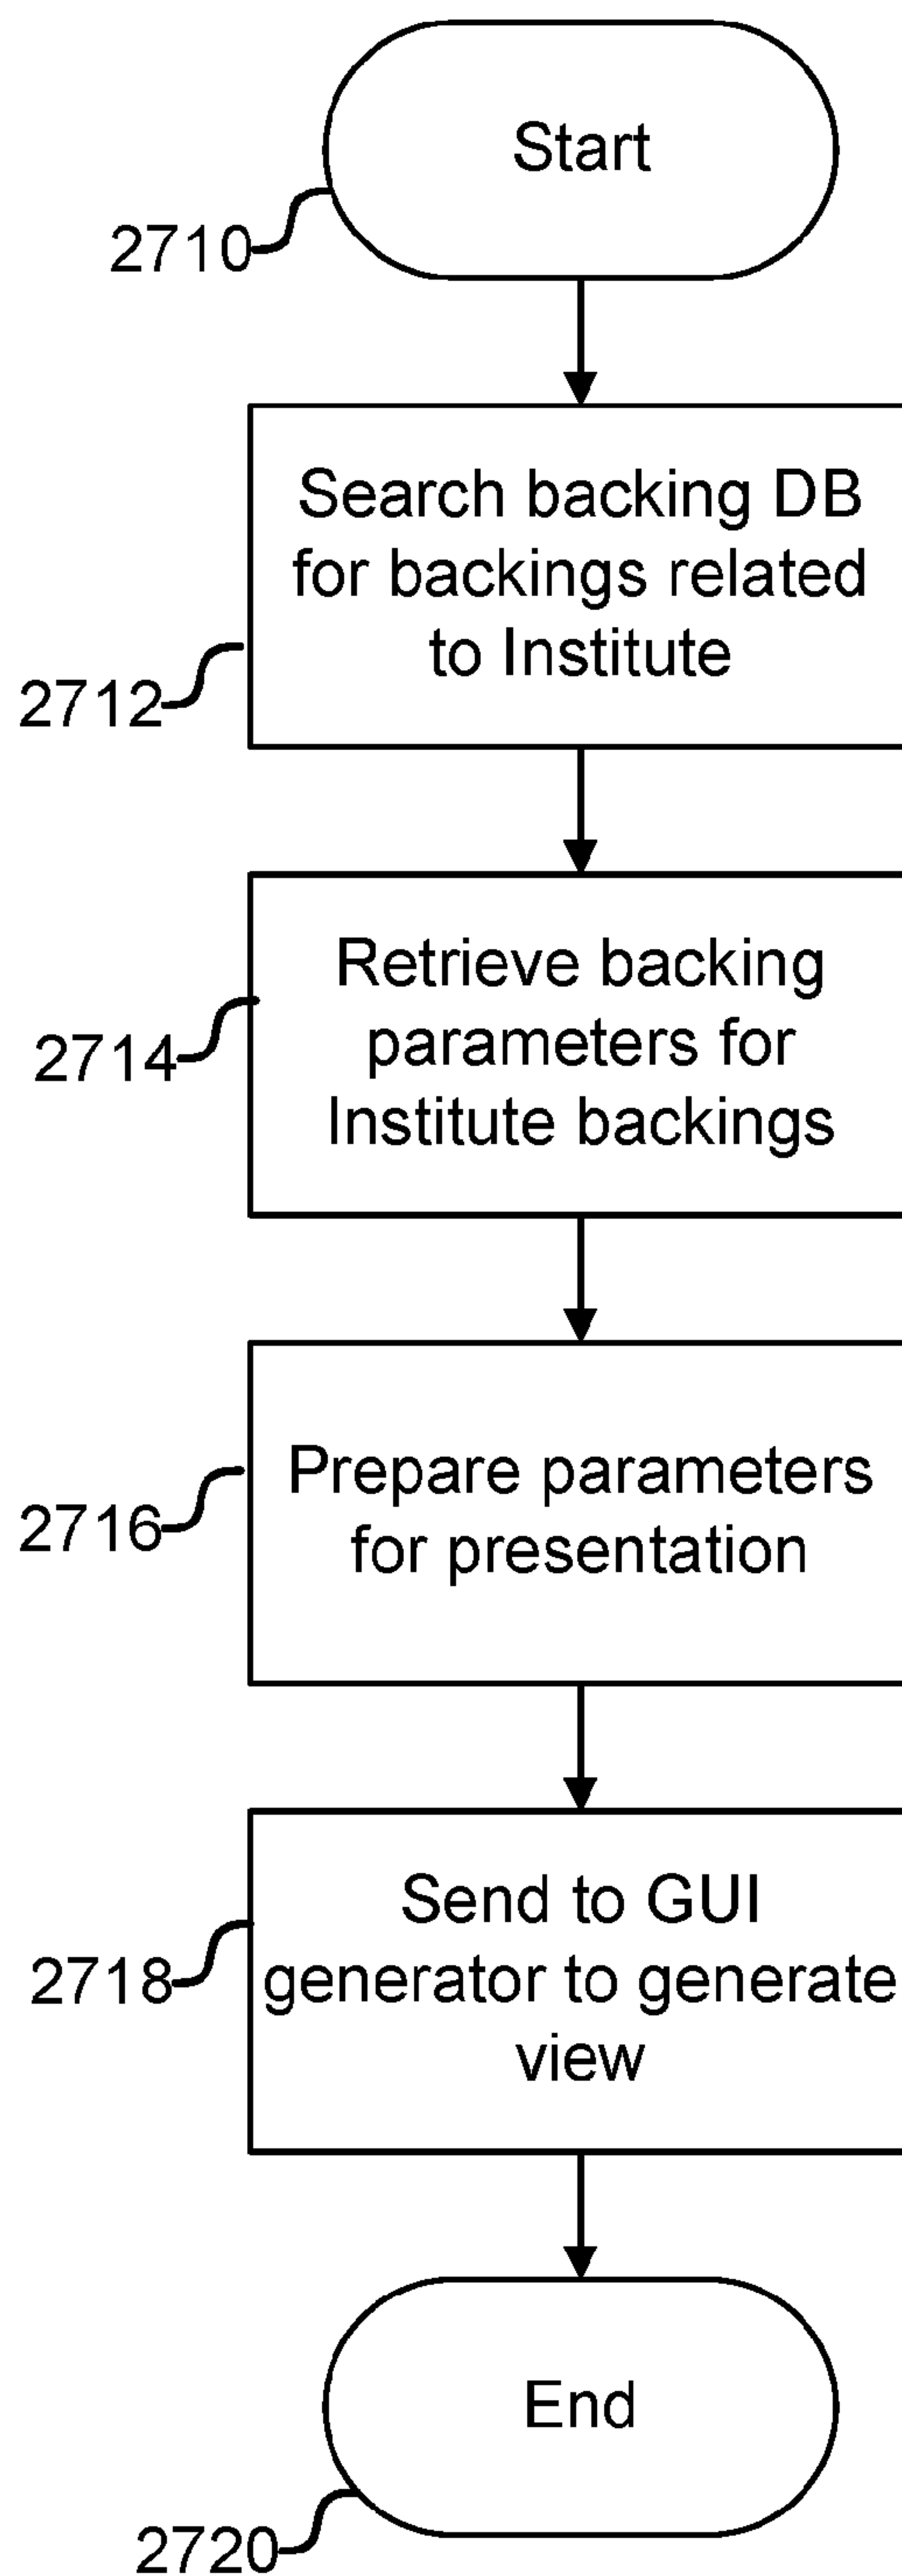 Start
2710
Search backing DB
for backings related
to Institute
2712
Retrieve backing
parameters for
Institute backings
2714
Prepare parameters
for presentation
2716
Send to GUI
generator to generate
view
2718
End
2720